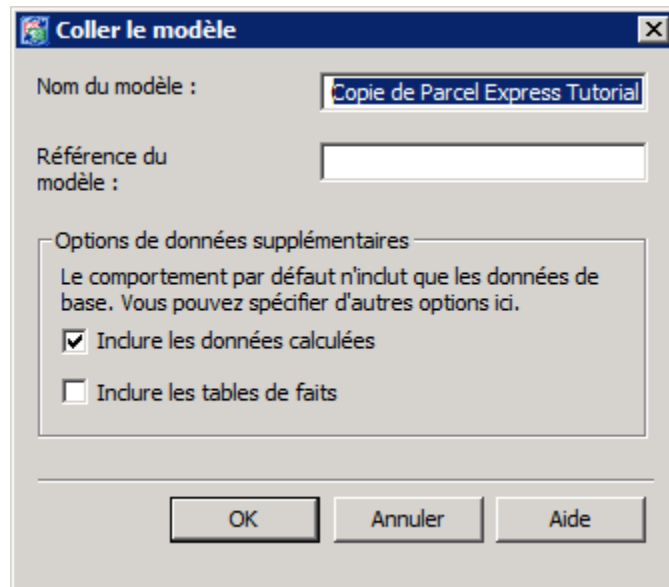 Coller le modèle
Nom du modèle :
Copie de Parcel Express Tutorial
Référence du
modèle :
Options de données supplémentaires
Le comportement par défaut n'inclut que les données de
base. Vous pouvez spécifier d'autres options ici.
Inclure les données calculées
Inclure les tables de faits
OK
Annuler
Aide